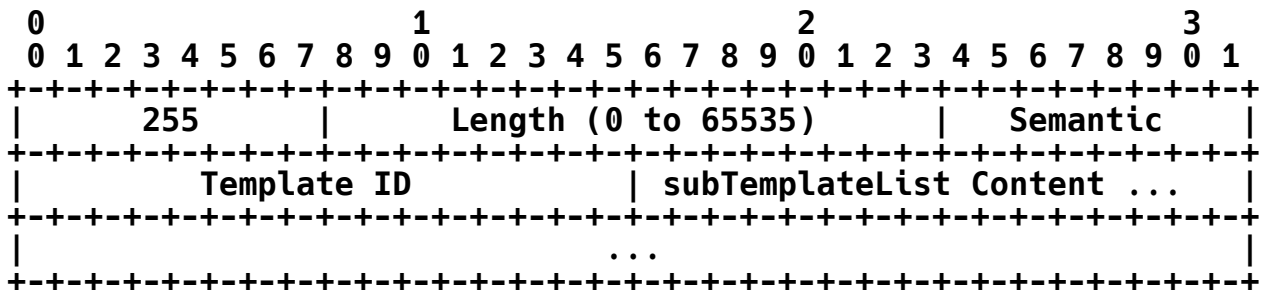 0                   1                   2                   3
0 1 2 3 4 5 6 7 8 9 0 1 2 3 4 5 6 7 8 9 0 1 2 3 4 5 6 7 8 9 0 1
+-+-+-+-+-+-+-+-+-+-+-+-+-+-+-+-+-+-+-+-+-+-+-+-+-+-+-+-+-+-+-+-+
|      255      |      Length (0 to 65535)      |   Semantic    |
+-+-+-+-+-+-+-+-+-+-+-+-+-+-+-+-+-+-+-+-+-+-+-+-+-+-+-+-+-+-+-+-+
|         Template ID           | subTemplateList Content ...   |
+-+-+-+-+-+-+-+-+-+-+-+-+-+-+-+-+-+-+-+-+-+-+-+-+-+-+-+-+-+-+-+-+
|                              ...                              |
+-+-+-+-+-+-+-+-+-+-+-+-+-+-+-+-+-+-+-+-+-+-+-+-+-+-+-+-+-+-+-+-+